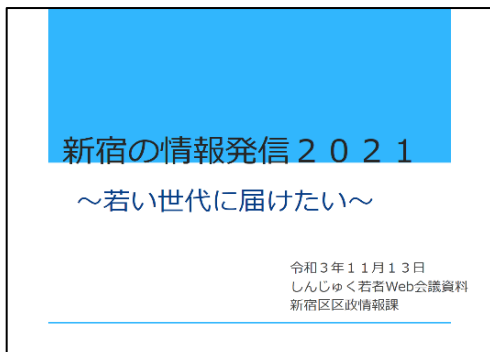 新宿の情報発信２０２１
～若い世代に届けたい～
令和３年１１月１３日
しんじゅく若者Web会議資料
新宿区区政情報課